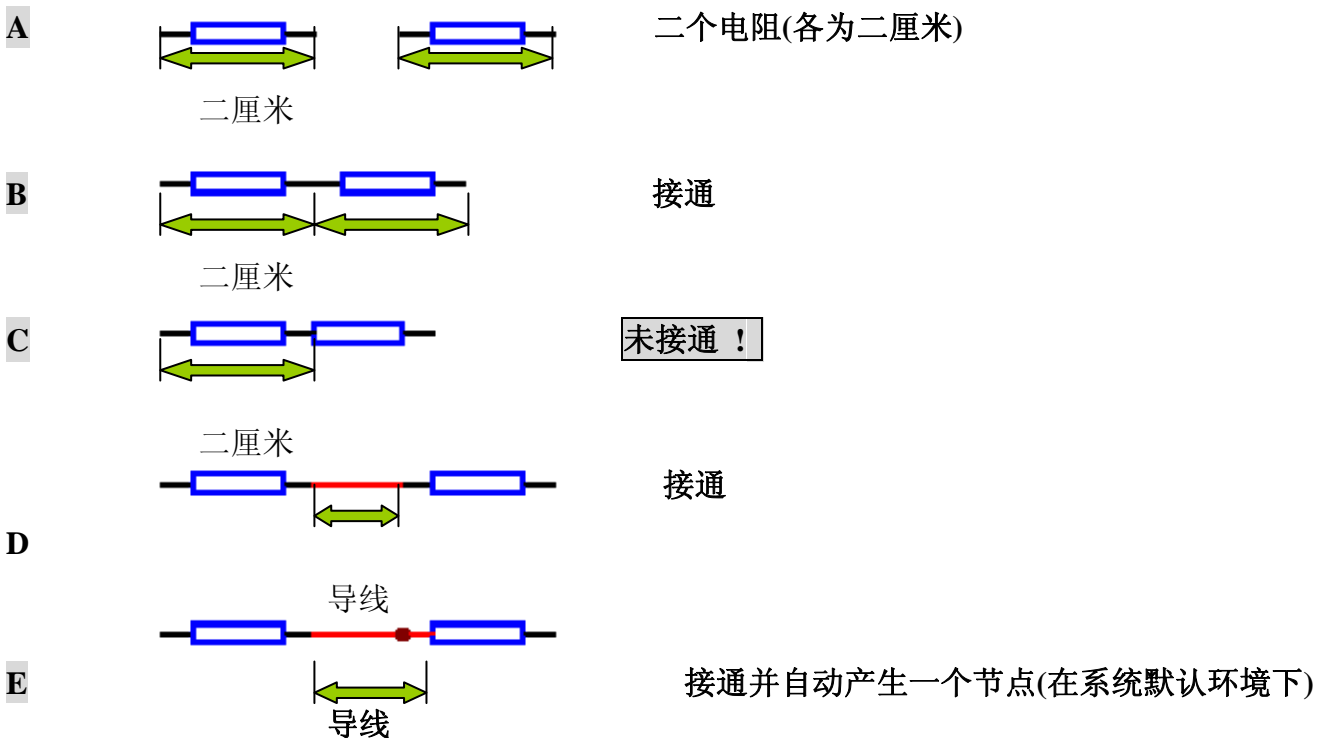 A 二个电阻(各为二厘米)
二厘米
B 接通
二厘米
C 未接通 ！
二厘米
接通
D
导线
E 接通并自动产生一个节点(在系统默认环境下)
导线